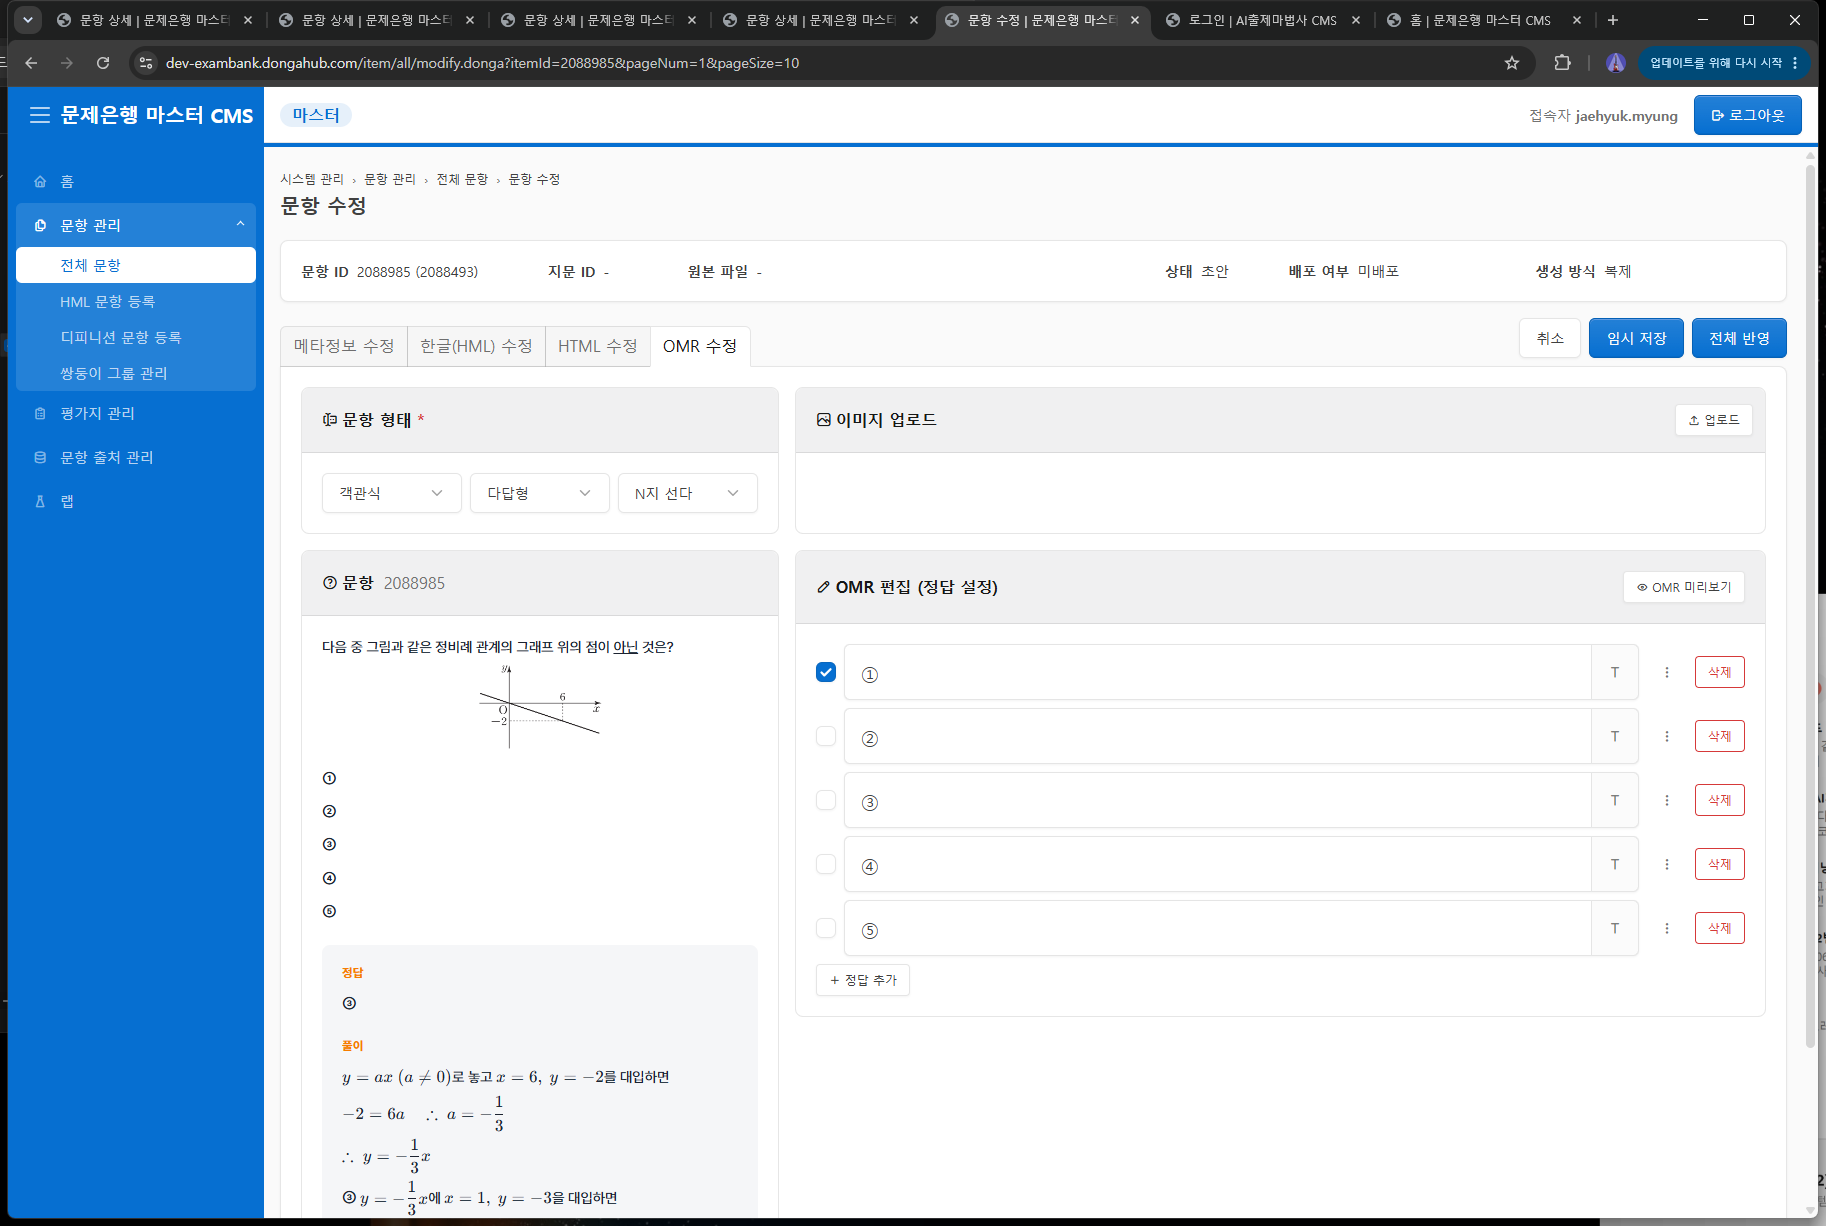 문항 상세 | 문제은행 마스터
문항 상세 | 문제은행 마스터
문항 상세 | 문제은행 마스터
문항 상세 | 문제은행 마스터
문항 수정 | 문제은행 마스터
로그인 | AI출제마법사 CMS
홈 | 문제은행 마스터 CMS
dev-exambank.dongahub.com/item/all/modify.donga?itemId=2088985&pageNum=1&pageSize=10
업데이트를 위해 다시 시작
문제은행 마스터 CMS
마스터
접속자 jaehyuk.myung
로그아웃
홈
문항 관리
전체 문항
HML 문항 등록
디피니션 문항 등록
쌍둥이 그룹 관리
평가지 관리
문항 출처 관리
랩
시스템 관리 › 문항 관리 › 전체 문항 › 문항 수정
문항 수정
문항 ID 2088985 (2088493) 지문 ID - 원본 파일 - 상태 초안 배포 여부 미배포 생성 방식 복제
메타정보 수정 한글(HML) 수정 HTML 수정 OMR 수정
취소 임시 저장 전체 반영
문항 형태 *
객관식 다답형 N지 선다
이미지 업로드
업로드
문항 2088985
다음 중 그림과 같은 정비례 관계의 그래프 위의 점이 아닌 것은?
y
6
O
x
−2
①
②
③
④
⑤
정답
③
풀이
y = ax (a ≠ 0)로 놓고 x = 6, y = −2를 대입하면
−2 = 6a ∴ a = −1/3
∴ y = −1/3x
③ y = −1/3x에 x = 1, y = −3을 대입하면
OMR 편집 (정답 설정)
OMR 미리보기
① T 삭제
② T 삭제
③ T 삭제
④ T 삭제
⑤ T 삭제
+ 정답 추가